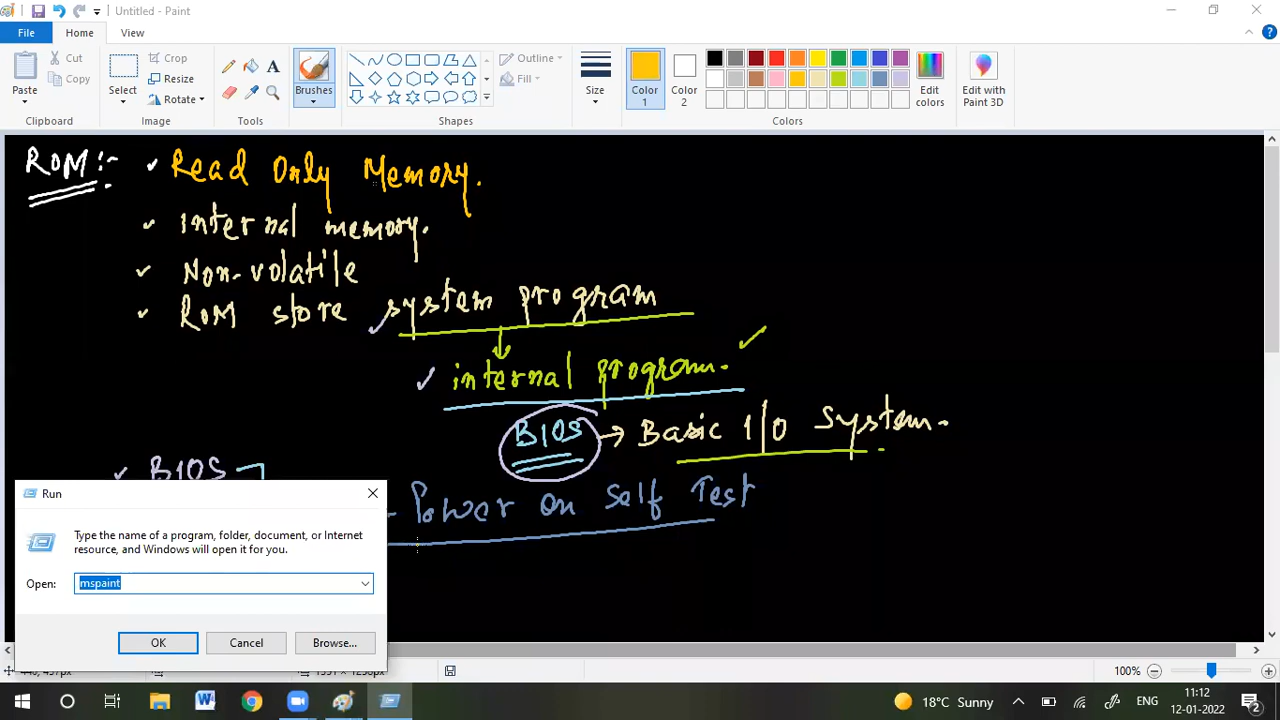 Untitled - Paint
File Home View
Paste Cut Copy Clipboard
Select Crop Resize Rotate Image
Tools
Brushes
Shapes Outline Fill
Size
Color 1 Color 2 Colors Edit colors
Edit with Paint 3D
ROM:- Read Only Memory.
Internal memory.
Non-volatile
ROM store system program
internal program.
BIOS → Basic I/O System.
BIOS
Power on Self Test
Run
Type the name of a program, folder, document, or Internet
resource, and Windows will open it for you.
Open: mspaint
OK Cancel Browse...
100%
18°C Sunny ENG 11:12
12-01-2022 2